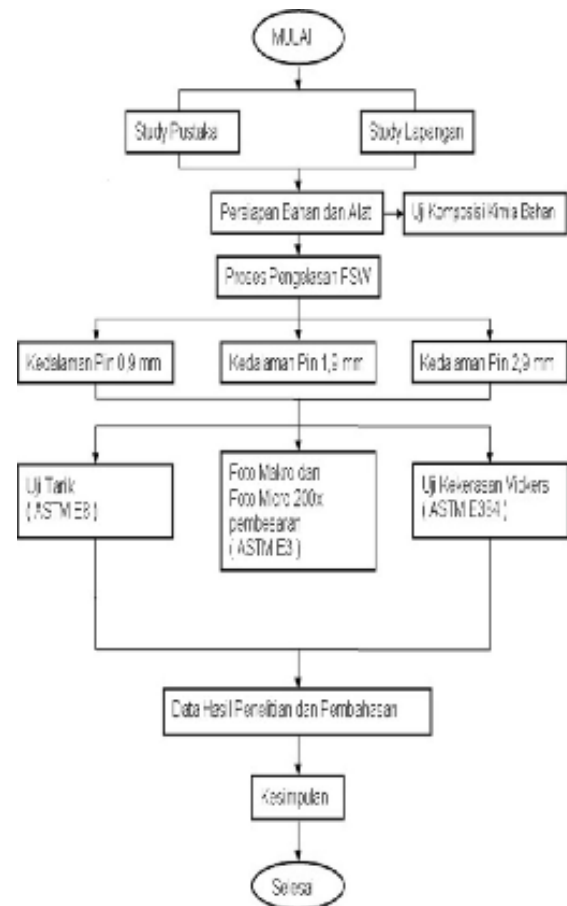 MULAI
Study Pustaka
Study Lapangan
Persiapan Bahan dan Alat
Uji Komposisi Kimia Bahan
Proses Pengelasan FSW
Kedalaman Pin 0,9 mm
Kedalaman Pin 1,9 mm
Kedalaman Pin 2,9 mm
Uji Tarik
( ASTM E8 )
Foto Makro dan
Foto Micro 200x
pembesaran
( ASTM E3 )
Uji Kekerasan Vickers
( ASTM E384 )
Data Hasil Penelitian dan Pembahasan
Kesimpulan
Selesai